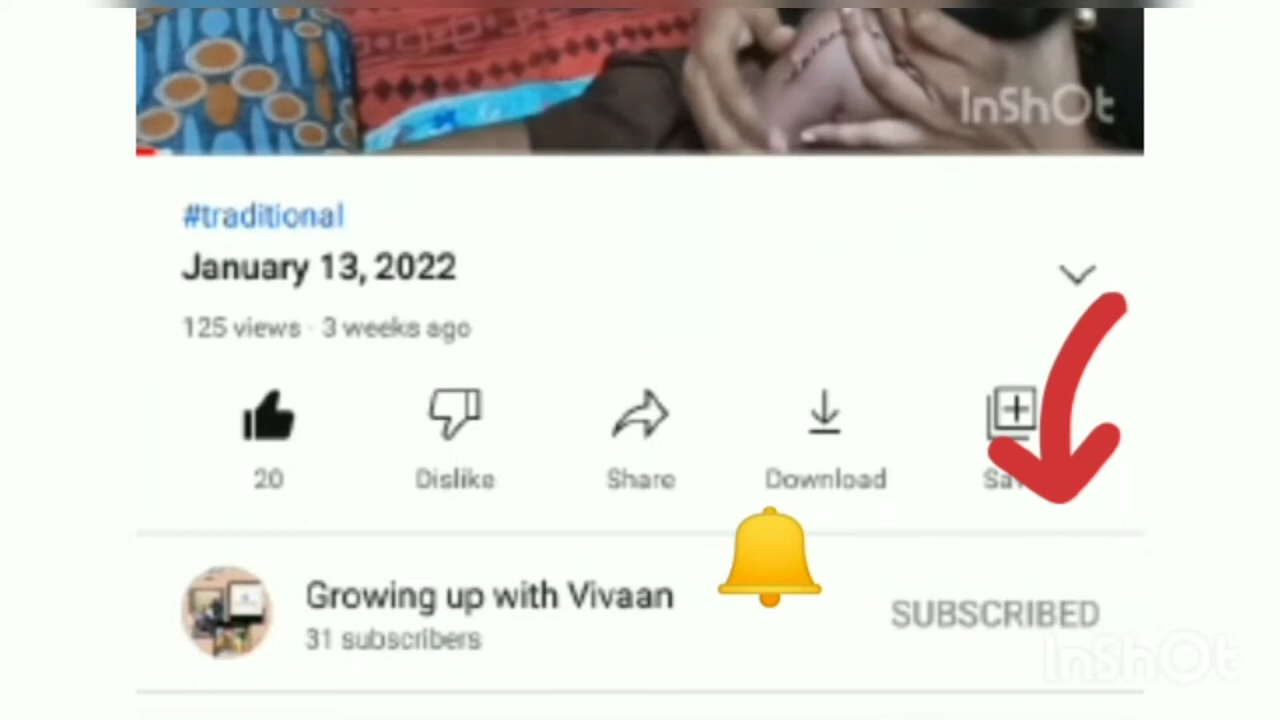 InShOt
#traditional
January 13, 2022
125 views · 3 weeks ago
20 Dislike Share Download
Growing up with Vivaan
31 subscribers
SUBSCRIBED
InShOt